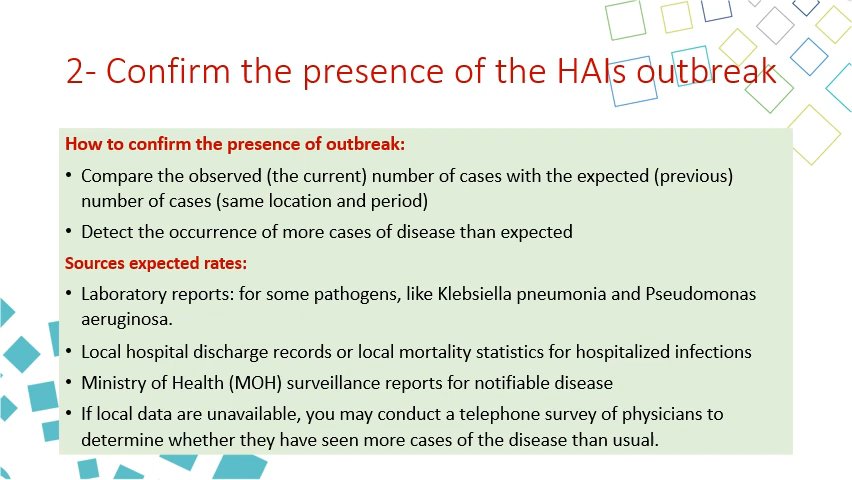 2- Confirm the presence of the HAIs outbreak
How to confirm the presence of outbreak:
• Compare the observed (the current) number of cases with the expected (previous)
number of cases (same location and period)
• Detect the occurrence of more cases of disease than expected
Sources expected rates:
• Laboratory reports: for some pathogens, like Klebsiella pneumonia and Pseudomonas
aeruginosa.
• Local hospital discharge records or local mortality statistics for hospitalized infections
• Ministry of Health (MOH) surveillance reports for notifiable disease
• If local data are unavailable, you may conduct a telephone survey of physicians to
determine whether they have seen more cases of the disease than usual.